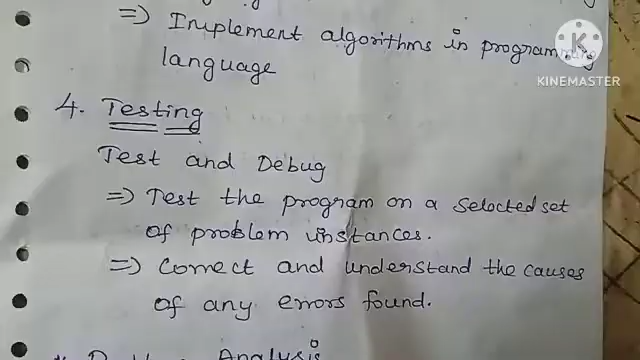 =) Implement algorithms in programming
language
KINEMASTER
4. Testing
Test and Debug
=) Test the program on a selected set
of problem instances.
=) Correct and understand the causes
of any errors found.
Analysis